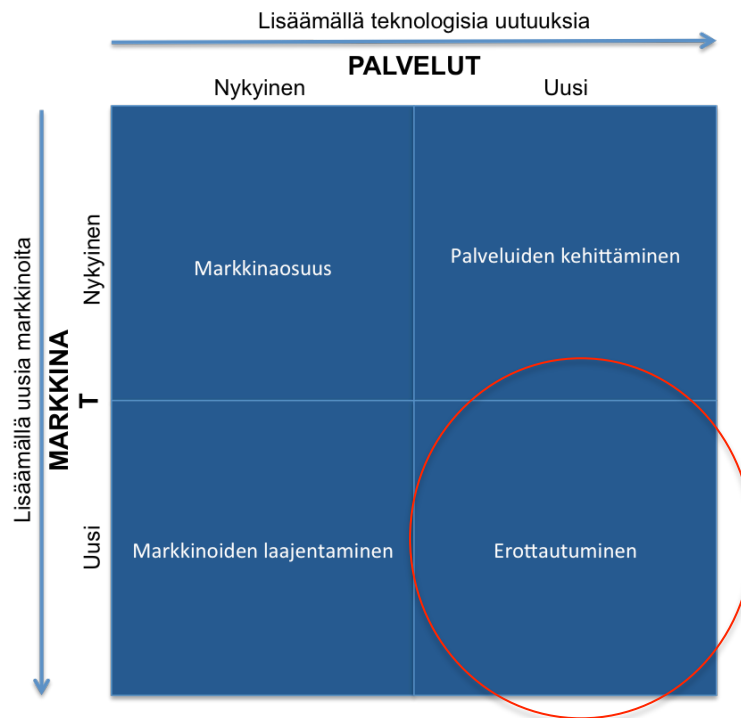 Lisäämällä teknologisia uutuuksia
PALVELUT
Nykyinen
Uusi
Lisäämällä uusia markkinoita
MARKKINA
T
Nykyinen
Markkinaosuus
Palveluiden kehittäminen
Uusi
Markkinoiden laajentaminen
Erottautuminen